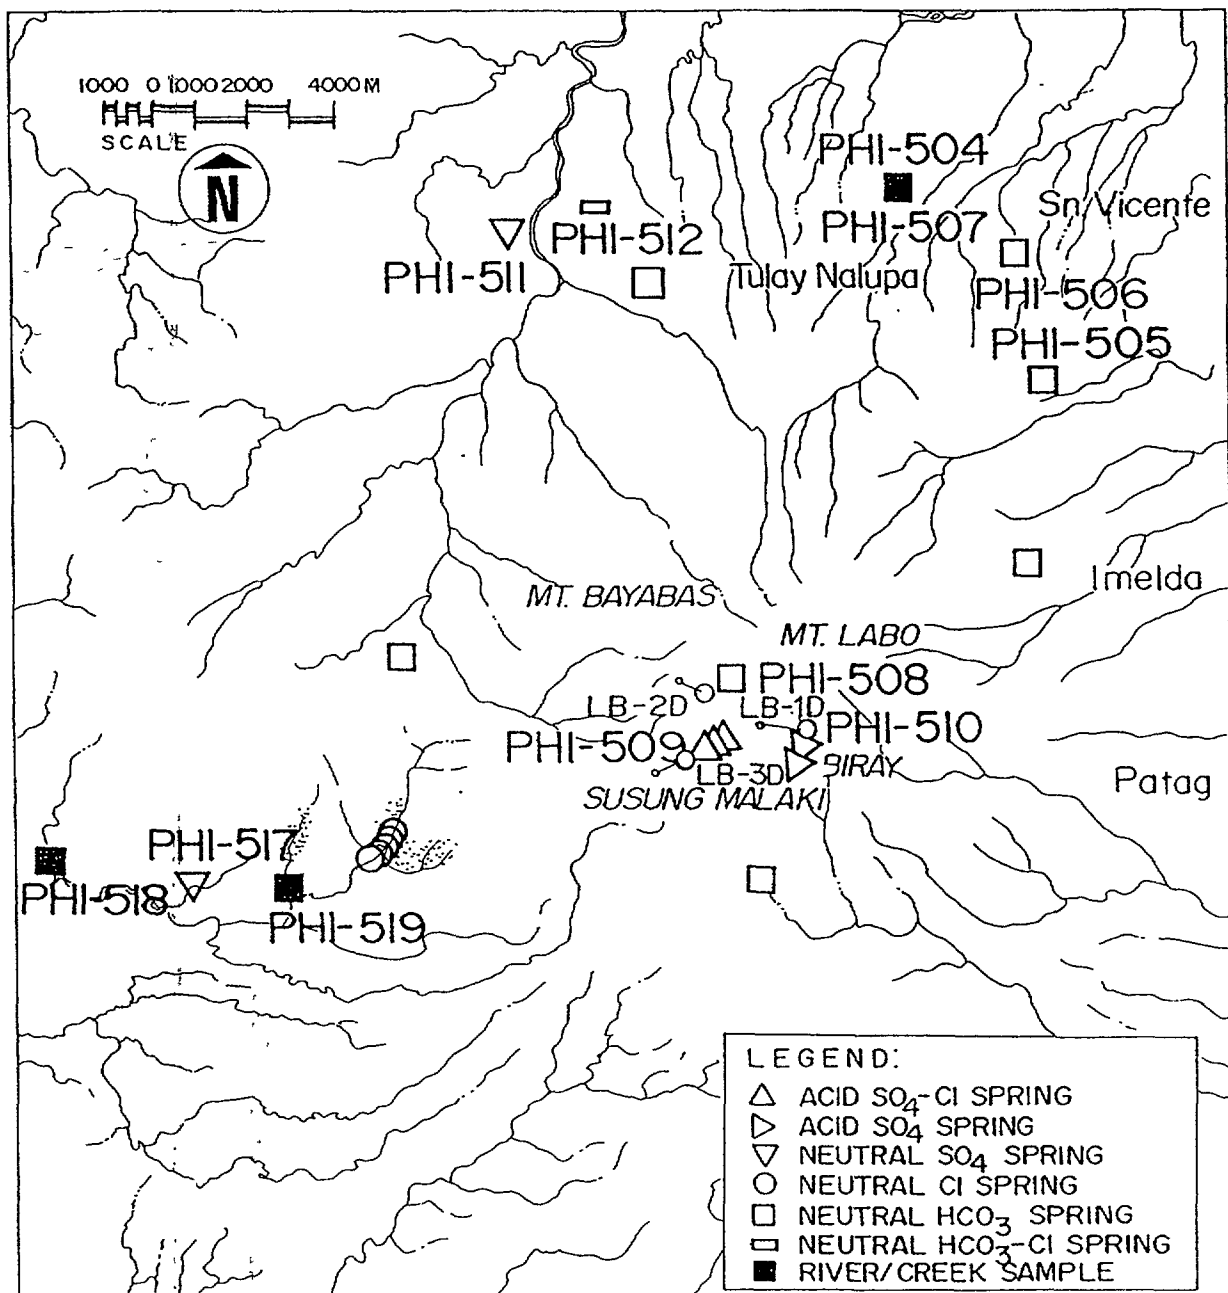 1000 0 1000 2000 4000 M
SCALE
N
PHI-504
PHI-507
Sn. Vicente
PHI-512
PHI-511
Tulay Nalupa
PHI-506
PHI-505
Imelda
MT. BAYABAS
MT. LABO
PHI-508
LB-2D
LB-1D
PHI-510
PHI-509
LB-3D
BIRAY
SUSUNG MALAKI
Patag
PHI-517
PHI-518
PHI-519
LEGEND:
ACID SO4-Cl SPRING
ACID SO4 SPRING
NEUTRAL SO4 SPRING
NEUTRAL Cl SPRING
NEUTRAL HCO3 SPRING
NEUTRAL HCO3-Cl SPRING
RIVER/CREEK SAMPLE